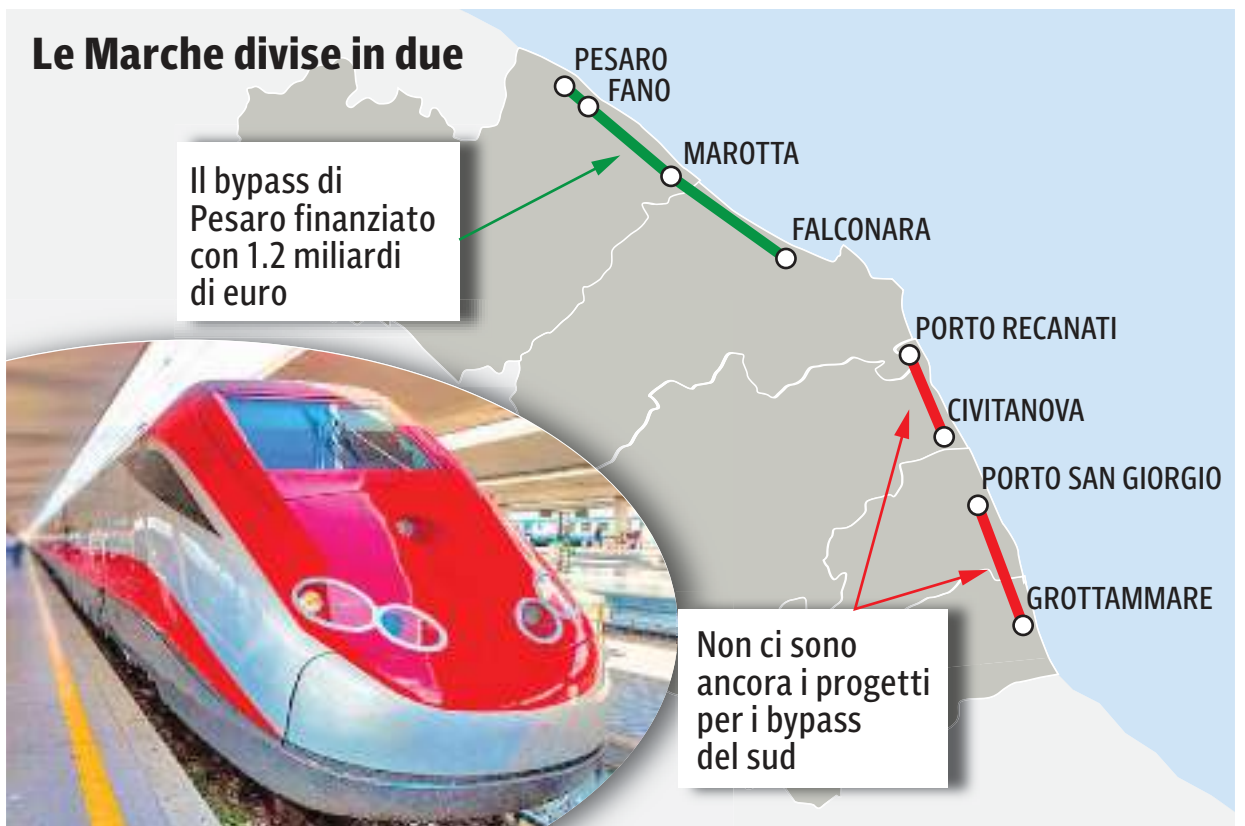 Le Marche divise in due
PESARO
FANO
MAROTTA
FALCONARA
Il bypass di
Pesaro finanziato
con 1.2 miliardi
di euro
PORTO RECANATI
CIVITANOVA
PORTO SAN GIORGIO
GROTTAMMARE
Non ci sono
ancora i progetti
per i bypass
del sud